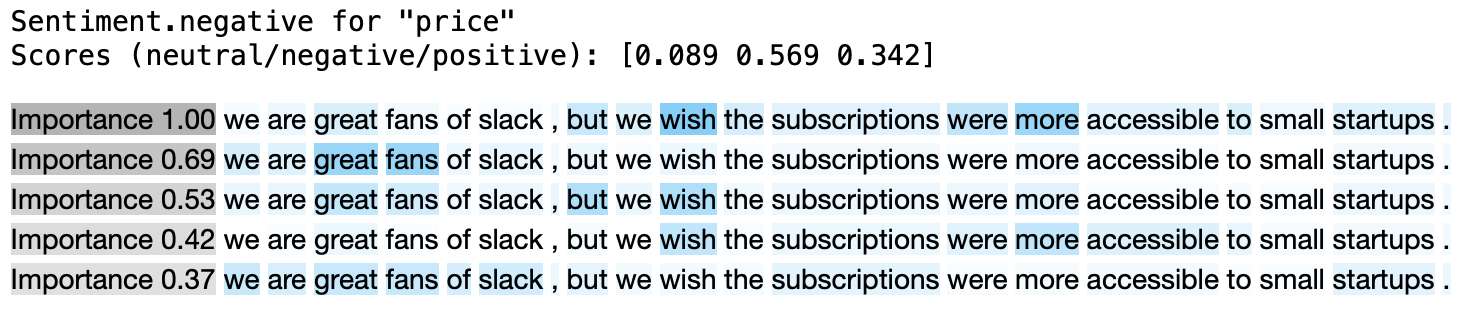 Sentiment.negative for "price"
Scores (neutral/negative/positive): [0.089 0.569 0.342]
Importance 1.00 we are great fans of slack , but we wish the subscriptions were more accessible to small startups .
Importance 0.69 we are great fans of slack , but we wish the subscriptions were more accessible to small startups .
Importance 0.53 we are great fans of slack , but we wish the subscriptions were more accessible to small startups .
Importance 0.42 we are great fans of slack , but we wish the subscriptions were more accessible to small startups .
Importance 0.37 we are great fans of slack , but we wish the subscriptions were more accessible to small startups .